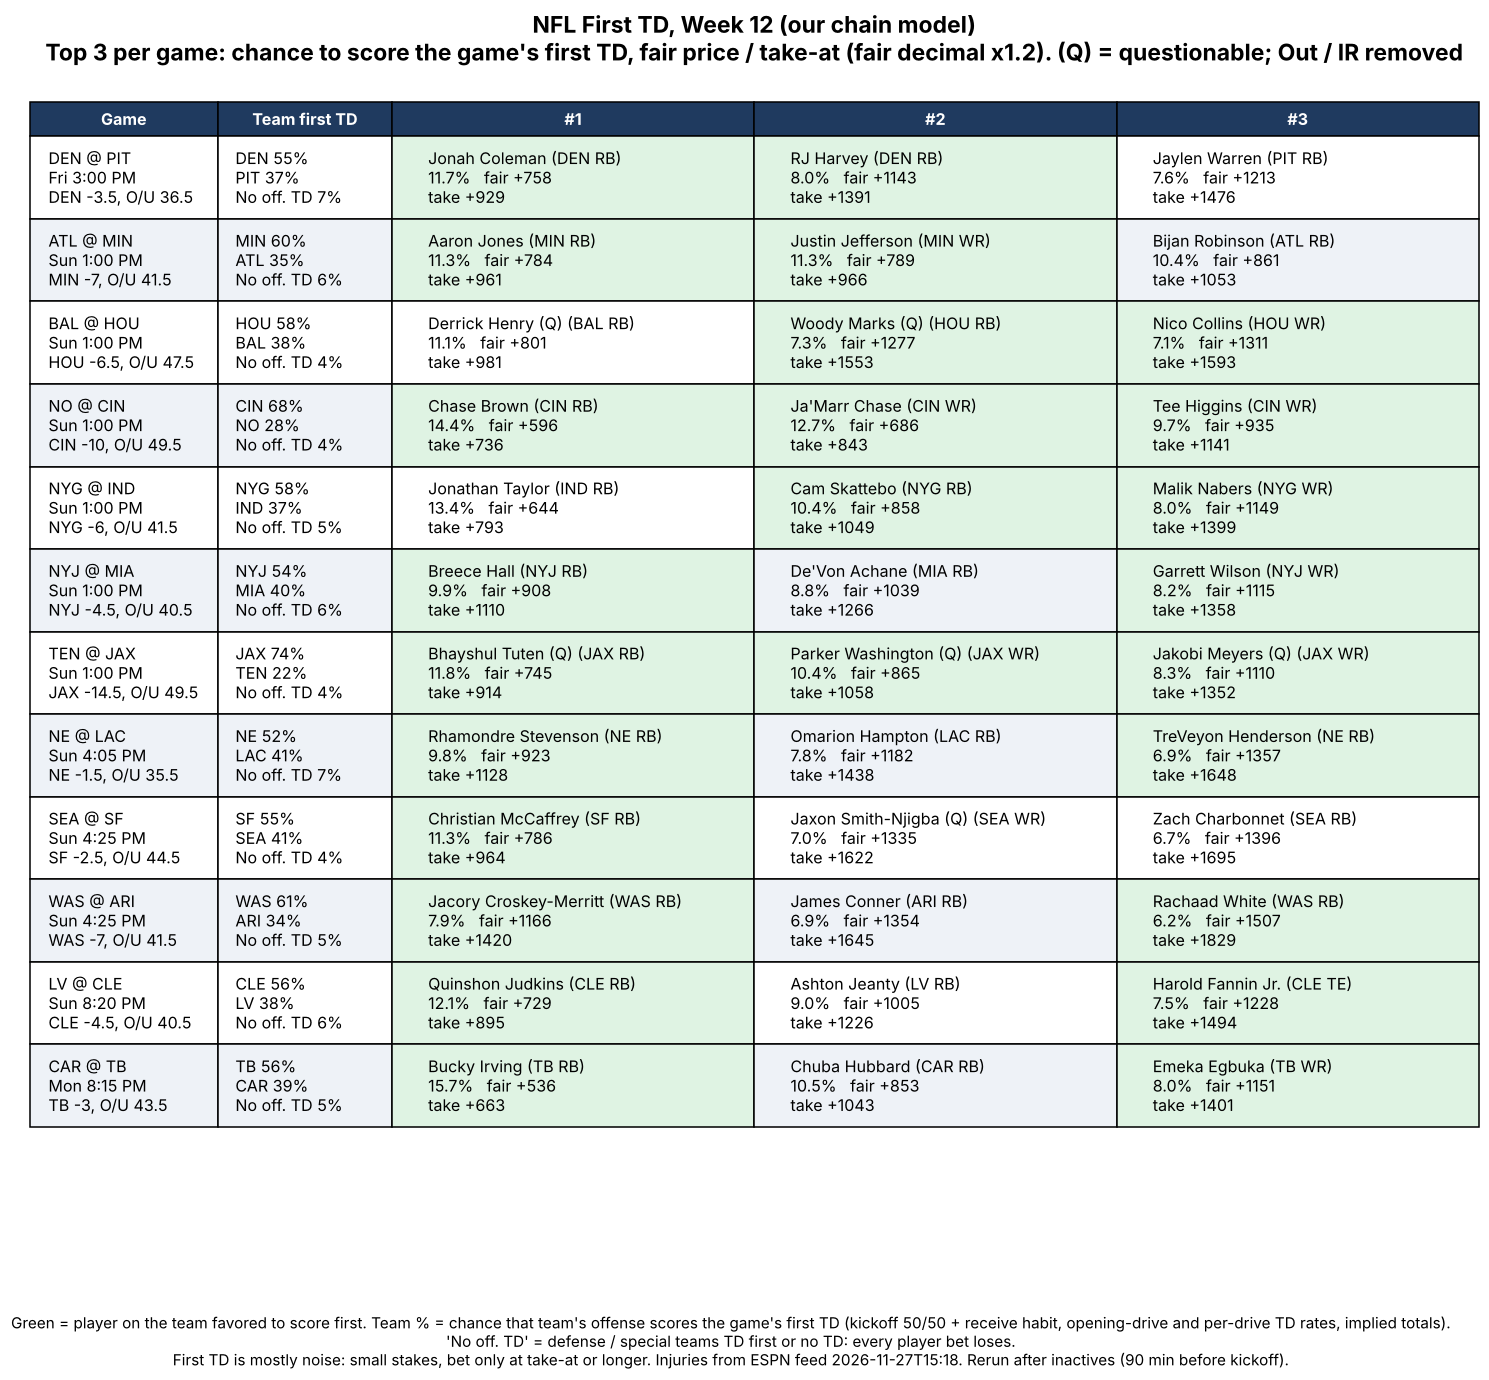 NFL First TD, Week 12 (our chain model)
Top 3 per game: chance to score the game's first TD, fair price / take-at (fair decimal x1.2). (Q) = questionable; Out / IR removed
Game
Team first TD
#1
#2
#3
DEN @ PIT
Fri 3:00 PM
DEN -3.5, O/U 36.5
DEN 55%
PIT 37%
No off. TD 7%
Jonah Coleman (DEN RB)
11.7% fair +758
take +929
RJ Harvey (DEN RB)
8.0% fair +1143
take +1391
Jaylen Warren (PIT RB)
7.6% fair +1213
take +1476
ATL @ MIN
Sun 1:00 PM
MIN -7, O/U 41.5
MIN 60%
ATL 35%
No off. TD 6%
Aaron Jones (MIN RB)
11.3% fair +784
take +961
Justin Jefferson (MIN WR)
11.3% fair +789
take +966
Bijan Robinson (ATL RB)
10.4% fair +861
take +1053
BAL @ HOU
Sun 1:00 PM
HOU -6.5, O/U 47.5
HOU 58%
BAL 38%
No off. TD 4%
Derrick Henry (Q) (BAL RB)
11.1% fair +801
take +981
Woody Marks (Q) (HOU RB)
7.3% fair +1277
take +1553
Nico Collins (HOU WR)
7.1% fair +1311
take +1593
NO @ CIN
Sun 1:00 PM
CIN -10, O/U 49.5
CIN 68%
NO 28%
No off. TD 4%
Chase Brown (CIN RB)
14.4% fair +596
take +736
Ja'Marr Chase (CIN WR)
12.7% fair +686
take +843
Tee Higgins (CIN WR)
9.7% fair +935
take +1141
NYG @ IND
Sun 1:00 PM
NYG -6, O/U 41.5
NYG 58%
IND 37%
No off. TD 5%
Jonathan Taylor (IND RB)
13.4% fair +644
take +793
Cam Skattebo (NYG RB)
10.4% fair +858
take +1049
Malik Nabers (NYG WR)
8.0% fair +1149
take +1399
NYJ @ MIA
Sun 1:00 PM
NYJ -4.5, O/U 40.5
NYJ 54%
MIA 40%
No off. TD 6%
Breece Hall (NYJ RB)
9.9% fair +908
take +1110
De'Von Achane (MIA RB)
8.8% fair +1039
take +1266
Garrett Wilson (NYJ WR)
8.2% fair +1115
take +1358
TEN @ JAX
Sun 1:00 PM
JAX -14.5, O/U 49.5
JAX 74%
TEN 22%
No off. TD 4%
Bhayshul Tuten (Q) (JAX RB)
11.8% fair +745
take +914
Parker Washington (Q) (JAX WR)
10.4% fair +865
take +1058
Jakobi Meyers (Q) (JAX WR)
8.3% fair +1110
take +1352
NE @ LAC
Sun 4:05 PM
NE -1.5, O/U 35.5
NE 52%
LAC 41%
No off. TD 7%
Rhamondre Stevenson (NE RB)
9.8% fair +923
take +1128
Omarion Hampton (LAC RB)
7.8% fair +1182
take +1438
TreVeyon Henderson (NE RB)
6.9% fair +1357
take +1648
SEA @ SF
Sun 4:25 PM
SF -2.5, O/U 44.5
SF 55%
SEA 41%
No off. TD 4%
Christian McCaffrey (SF RB)
11.3% fair +786
take +964
Jaxon Smith-Njigba (Q) (SEA WR)
7.0% fair +1335
take +1622
Zach Charbonnet (SEA RB)
6.7% fair +1396
take +1695
WAS @ ARI
Sun 4:25 PM
WAS -7, O/U 41.5
WAS 61%
ARI 34%
No off. TD 5%
Jacory Croskey-Merritt (WAS RB)
7.9% fair +1166
take +1420
James Conner (ARI RB)
6.9% fair +1354
take +1645
Rachaad White (WAS RB)
6.2% fair +1507
take +1829
LV @ CLE
Sun 8:20 PM
CLE -4.5, O/U 40.5
CLE 56%
LV 38%
No off. TD 6%
Quinshon Judkins (CLE RB)
12.1% fair +729
take +895
Ashton Jeanty (LV RB)
9.0% fair +1005
take +1226
Harold Fannin Jr. (CLE TE)
7.5% fair +1228
take +1494
CAR @ TB
Mon 8:15 PM
TB -3, O/U 43.5
TB 56%
CAR 39%
No off. TD 5%
Bucky Irving (TB RB)
15.7% fair +536
take +663
Chuba Hubbard (CAR RB)
10.5% fair +853
take +1043
Emeka Egbuka (TB WR)
8.0% fair +1151
take +1401
Green = player on the team favored to score first. Team % = chance that team's offense scores the game's first TD (kickoff 50/50 + receive habit, opening-drive and per-drive TD rates, implied totals).
'No off. TD' = defense / special teams TD first or no TD: every player bet loses.
First TD is mostly noise: small stakes, bet only at take-at or longer. Injuries from ESPN feed 2026-11-27T15:18. Rerun after inactives (90 min before kickoff).